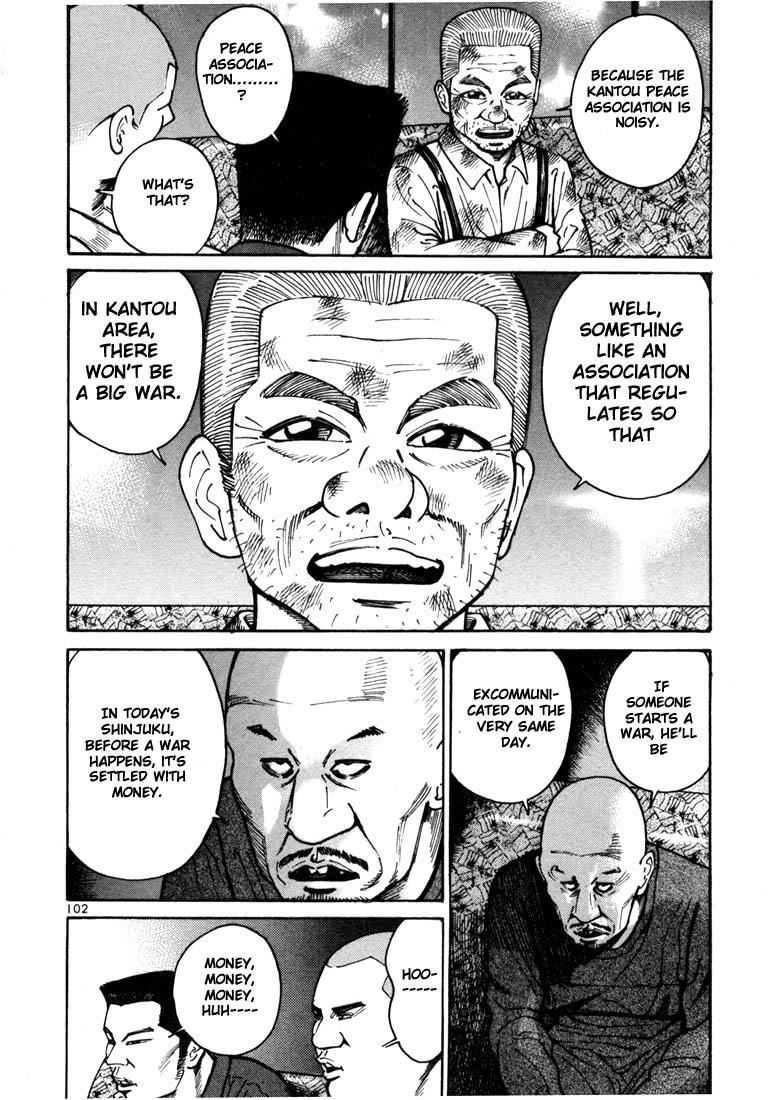 BECAUSE THE
KANTOU PEACE
ASSOCIATION IS
NOISY.
PEACE
ASSOCIA-
TION.........
?
WHAT'S
THAT?
WELL,
SOMETHING
LIKE AN
ASSOCIATION
THAT REGU-
LATES SO
THAT
IN KANTOU
AREA,
THERE
WON'T BE
A BIG WAR.
IF
SOMEONE
STARTS A
WAR, HE'LL
BE
EXCOMMUNI-
CATED ON THE
VERY SAME
DAY.
IN TODAY'S
SHINJUKU,
BEFORE A WAR
HAPPENS, IT'S
SETTLED WITH
MONEY.
102
HOO-
-----
MONEY,
MONEY,
MONEY,
HUH----